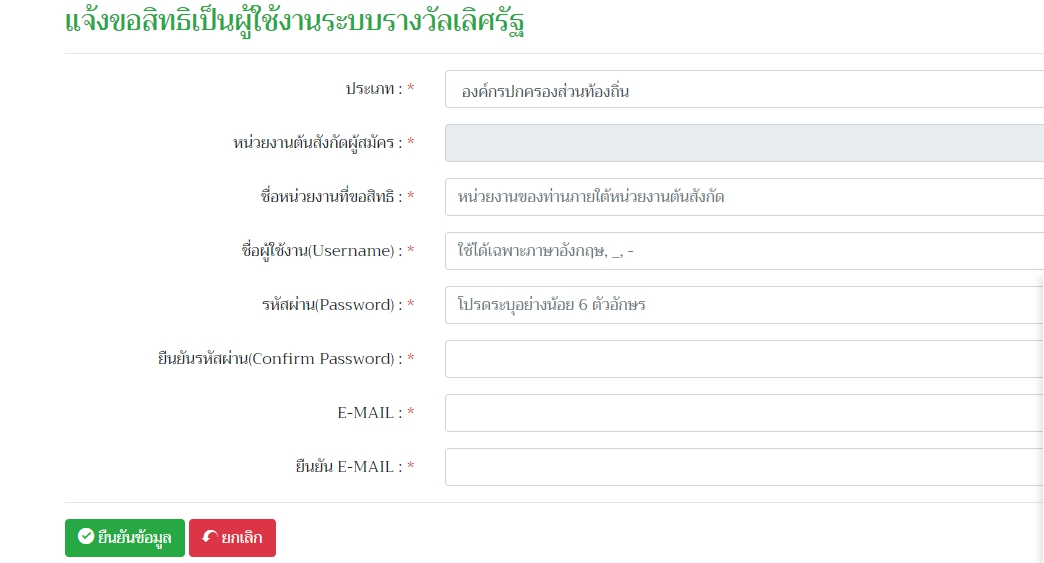 แจ้งขอสิทธิเป็นผู้ใช้งานระบบรางวัลเลิศรัฐ
ประเภท : * องค์กรปกครองส่วนท้องถิ่น
หน่วยงานต้นสังกัดผู้สมัคร : *
ชื่อหน่วยงานที่ขอสิทธิ : * หน่วยงานของท่านภายใต้หน่วยงานต้นสังกัด
ชื่อผู้ใช้งาน(Username) : * ใช้ได้เฉพาะภาษาอังกฤษ, _, -
รหัสผ่าน(Password) : * โปรดระบุอย่างน้อย 6 ตัวอักษร
ยืนยันรหัสผ่าน(Confirm Password) : *
E-MAIL : *
ยืนยัน E-MAIL : *
ยืนยันข้อมูล ยกเลิก